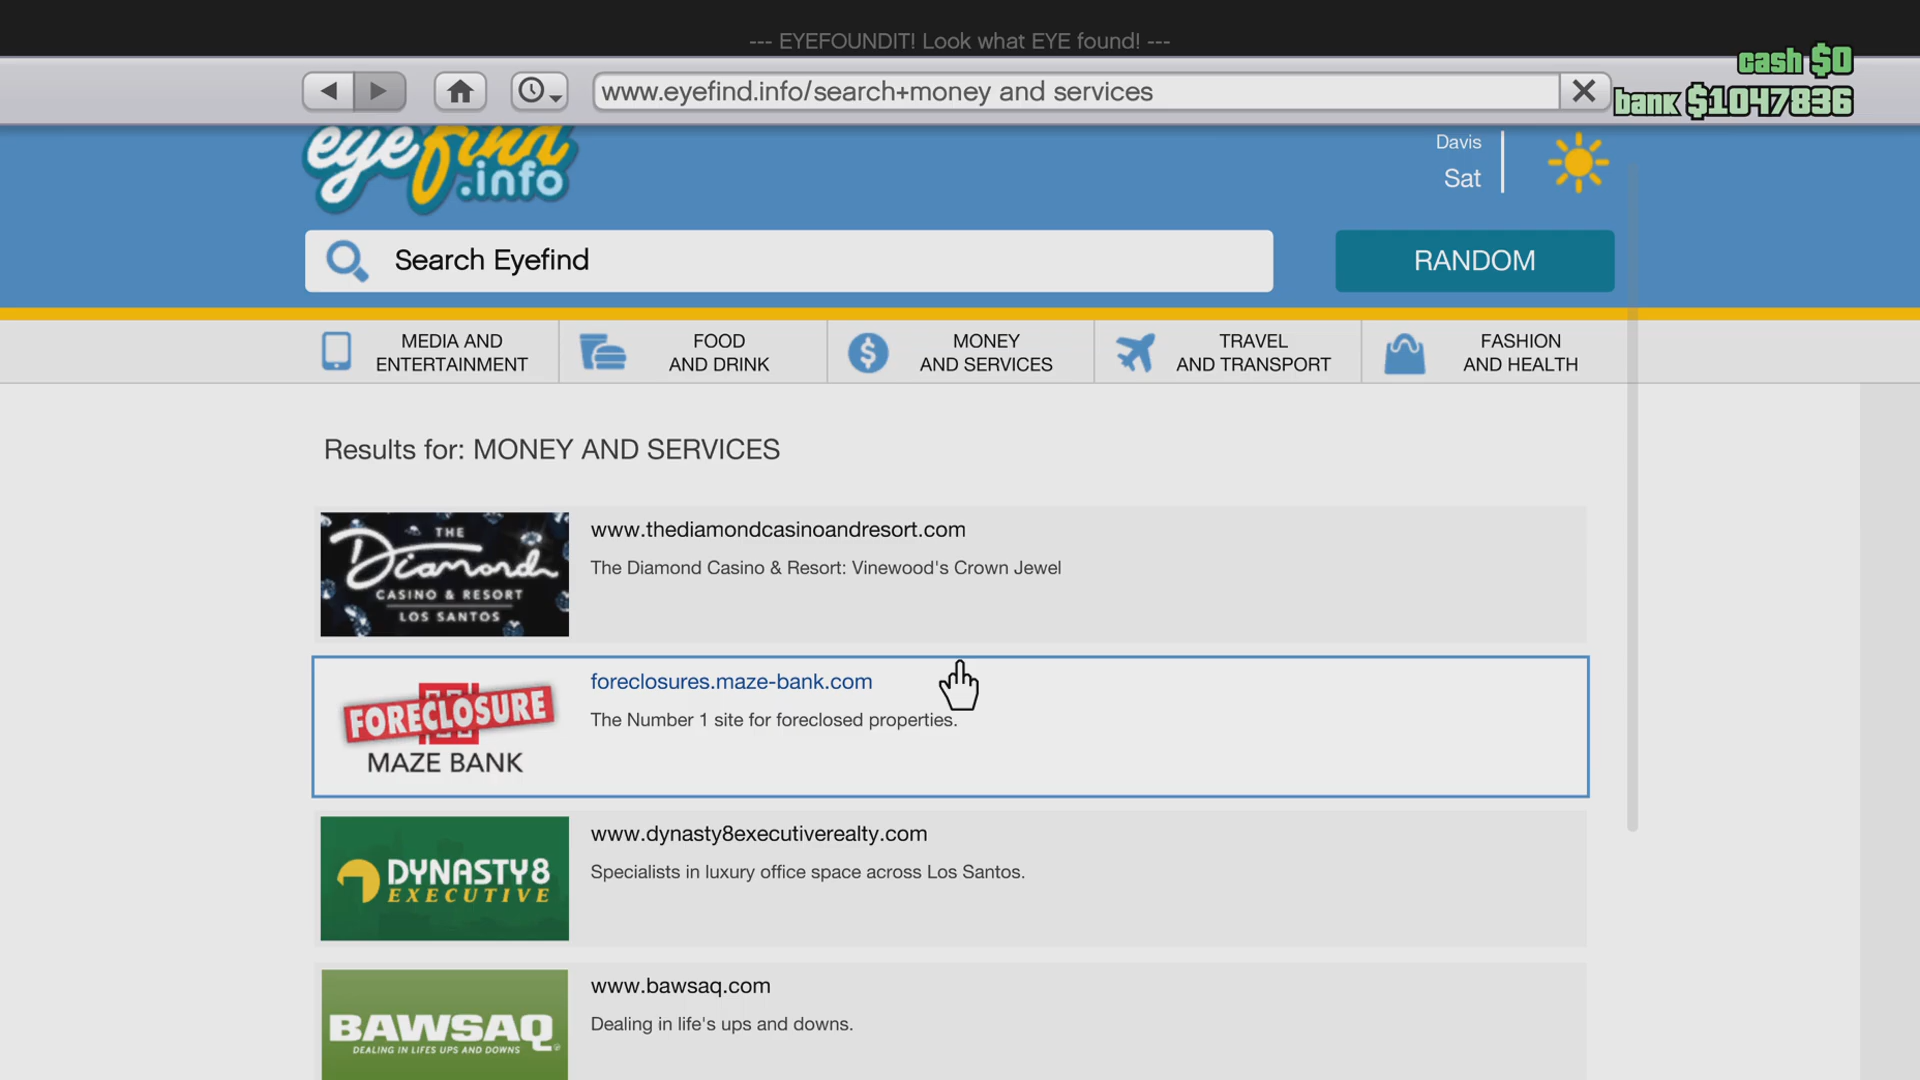 --- EYEFOUNDIT! Look what EYE found! ---
cash $0
www.eyefind.info/search+money and services
bank $1047836
eyefind
.info
Davis
Sat
Search Eyefind
RANDOM
MEDIA AND
ENTERTAINMENT
FOOD
AND DRINK
MONEY
AND SERVICES
TRAVEL
AND TRANSPORT
FASHION
AND HEALTH
Results for: MONEY AND SERVICES
THE
Diamond
CASINO & RESORT
LOS SANTOS
www.thediamondcasinoandresort.com
The Diamond Casino & Resort: Vinewood's Crown Jewel
FORECLOSURE
MAZE BANK
foreclosures.maze-bank.com
The Number 1 site for foreclosed properties.
DYNASTY8
EXECUTIVE
www.dynasty8executiverealty.com
Specialists in luxury office space across Los Santos.
BAWSAQ
DEALING IN LIFES UPS AND DOWNS
www.bawsaq.com
Dealing in life's ups and downs.